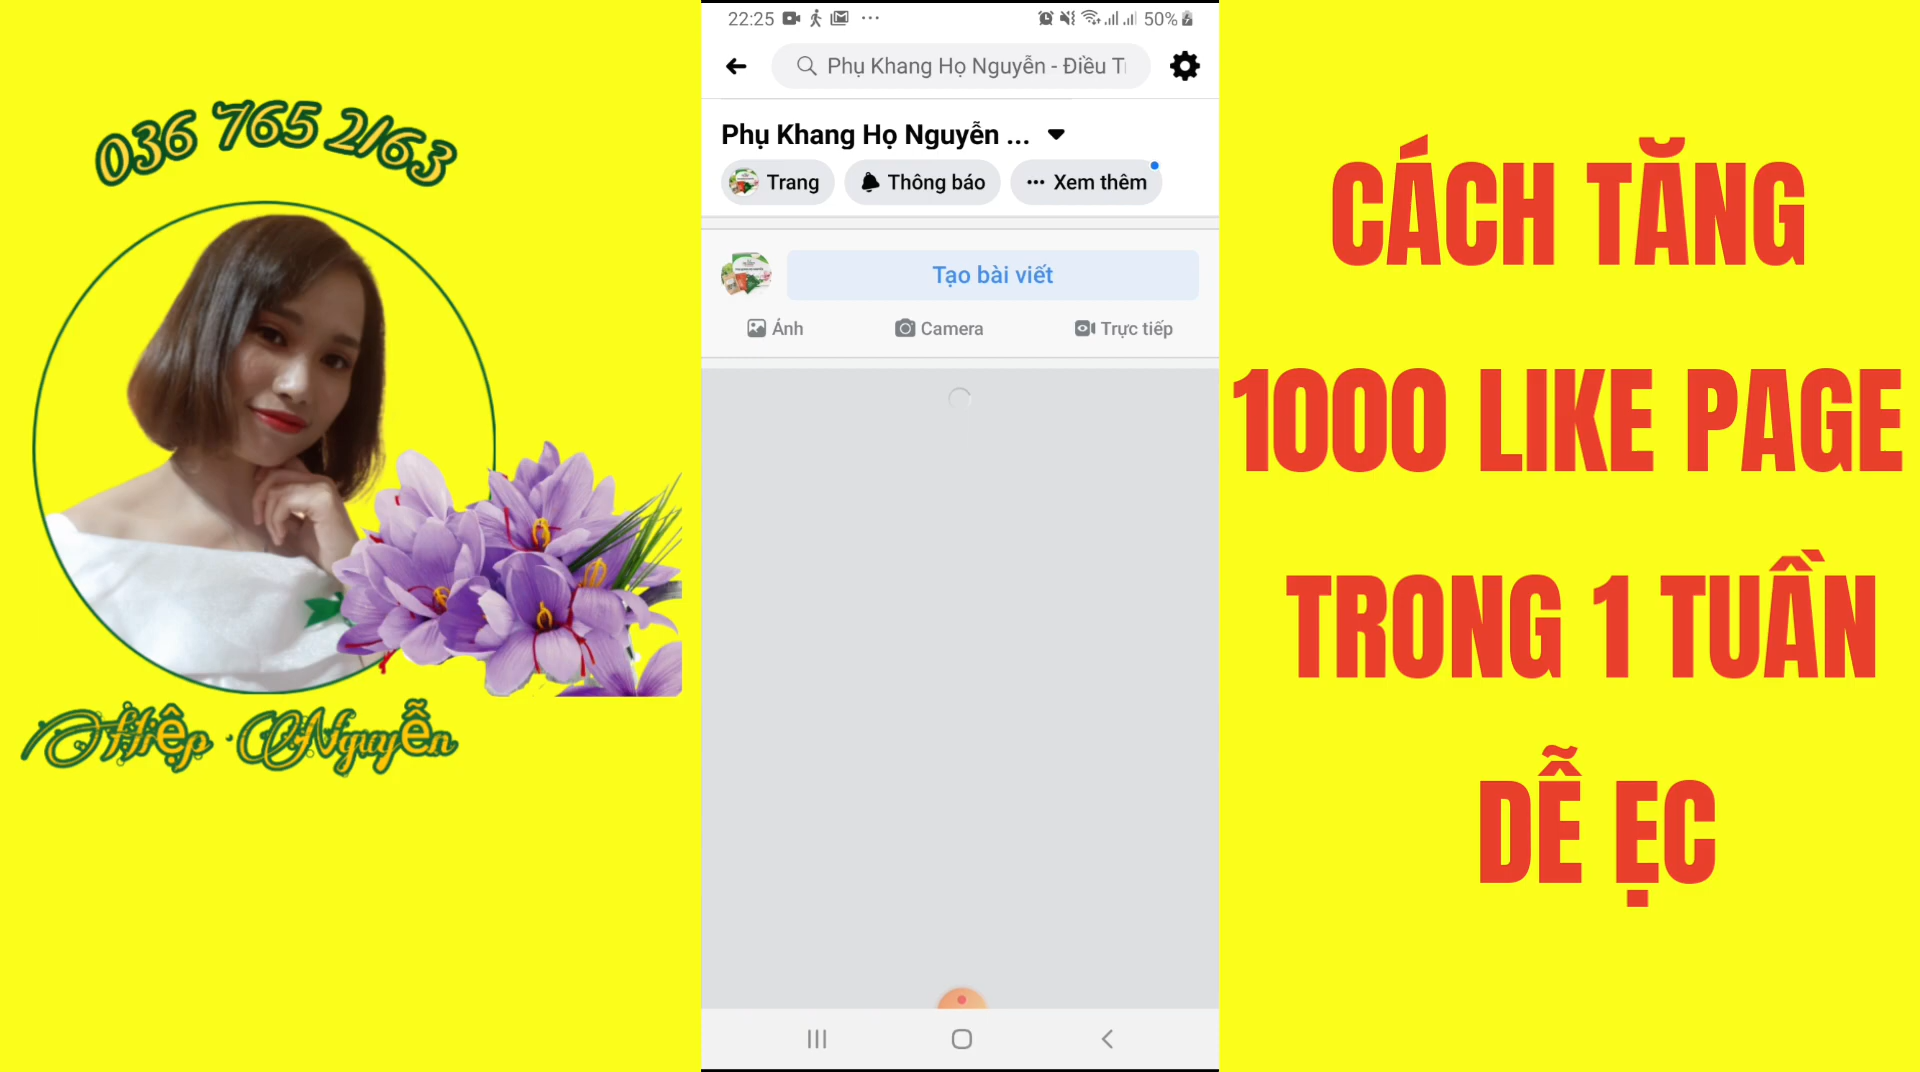 036 765 2163
Hiệp Nguyễn
22:25
50%
Phụ Khang Họ Nguyễn - Điều Tr
Phụ Khang Họ Nguyễn ...
Trang
Thông báo
Xem thêm
Tạo bài viết
Ảnh
Camera
Trực tiếp
CÁCH TĂNG
1000 LIKE PAGE
TRONG 1 TUẦN
DỄ ẸC